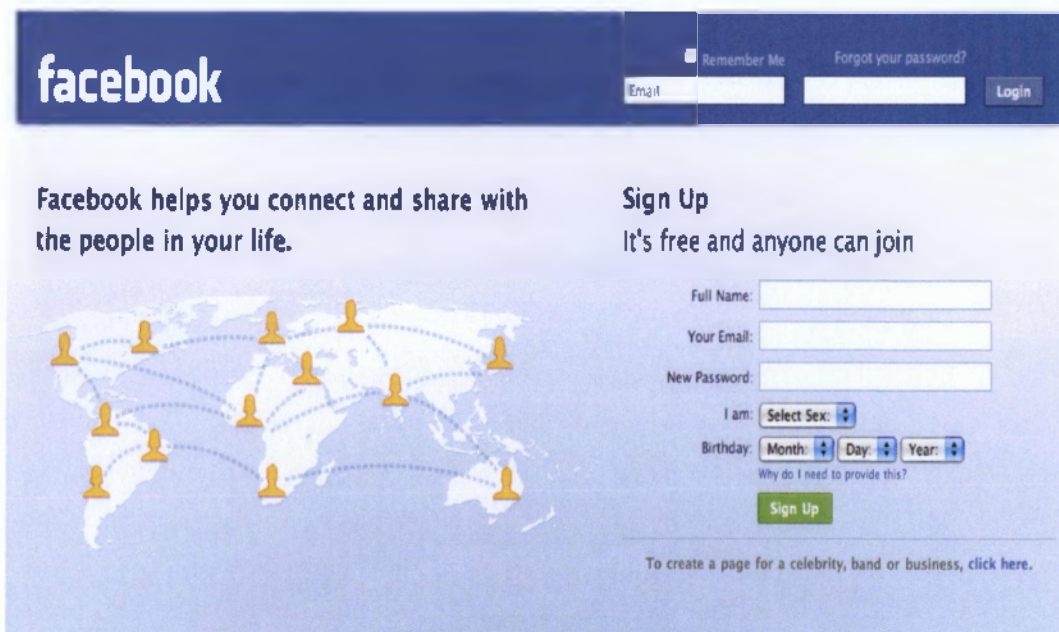 facebook
Remember Me
Forgot your password?
Email
Login
Facebook helps you connect and share with
the people in your life.
Sign Up
It's free and anyone can join
Full Name:
Your Email:
New Password:
I am: Select Sex:
Birthday: Month: Day: Year:
Why do I need to provide this?
Sign Up
To create a page for a celebrity, band or business, click here.